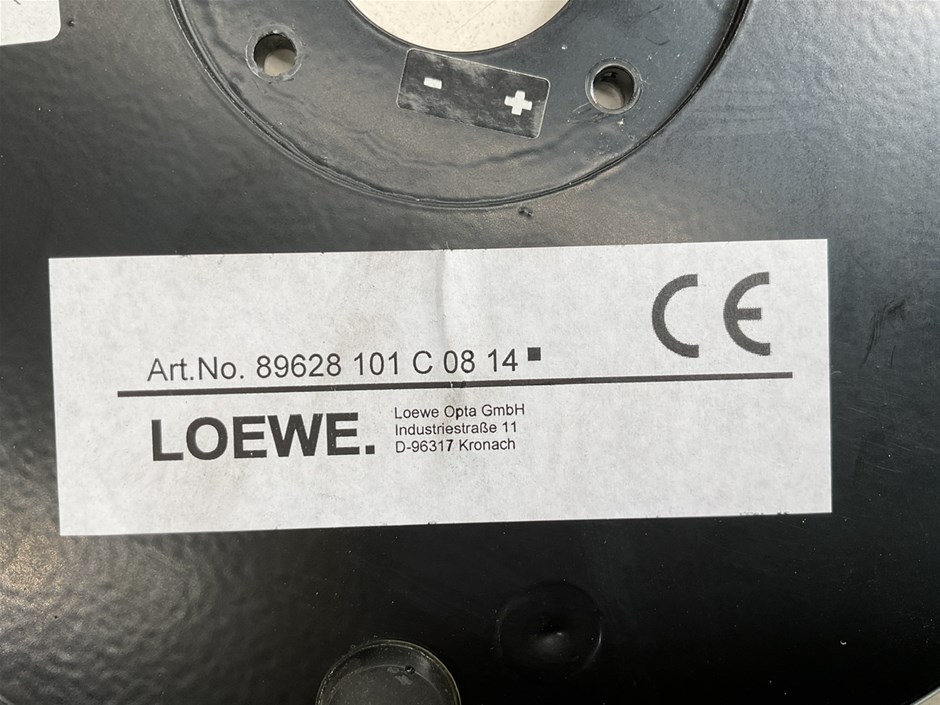 - +
Art.No. 89628 101 C 08 14
CE
LOEWE.
Loewe Opta GmbH
Industriestraße 11
D-96317 Kronach